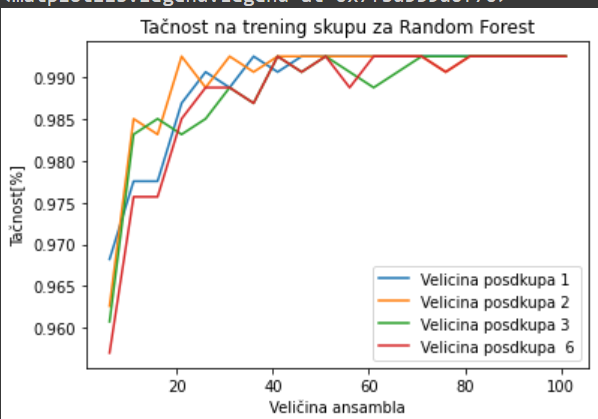 Tačnost na trening skupu za Random Forest
Tačnost[%]
0.990
0.985
0.980
0.975
0.970
0.965
0.960
Velicina posdkupa 1
Velicina posdkupa 2
Velicina posdkupa 3
Velicina posdkupa  6
20
40
60
80
100
Veličina ansambla